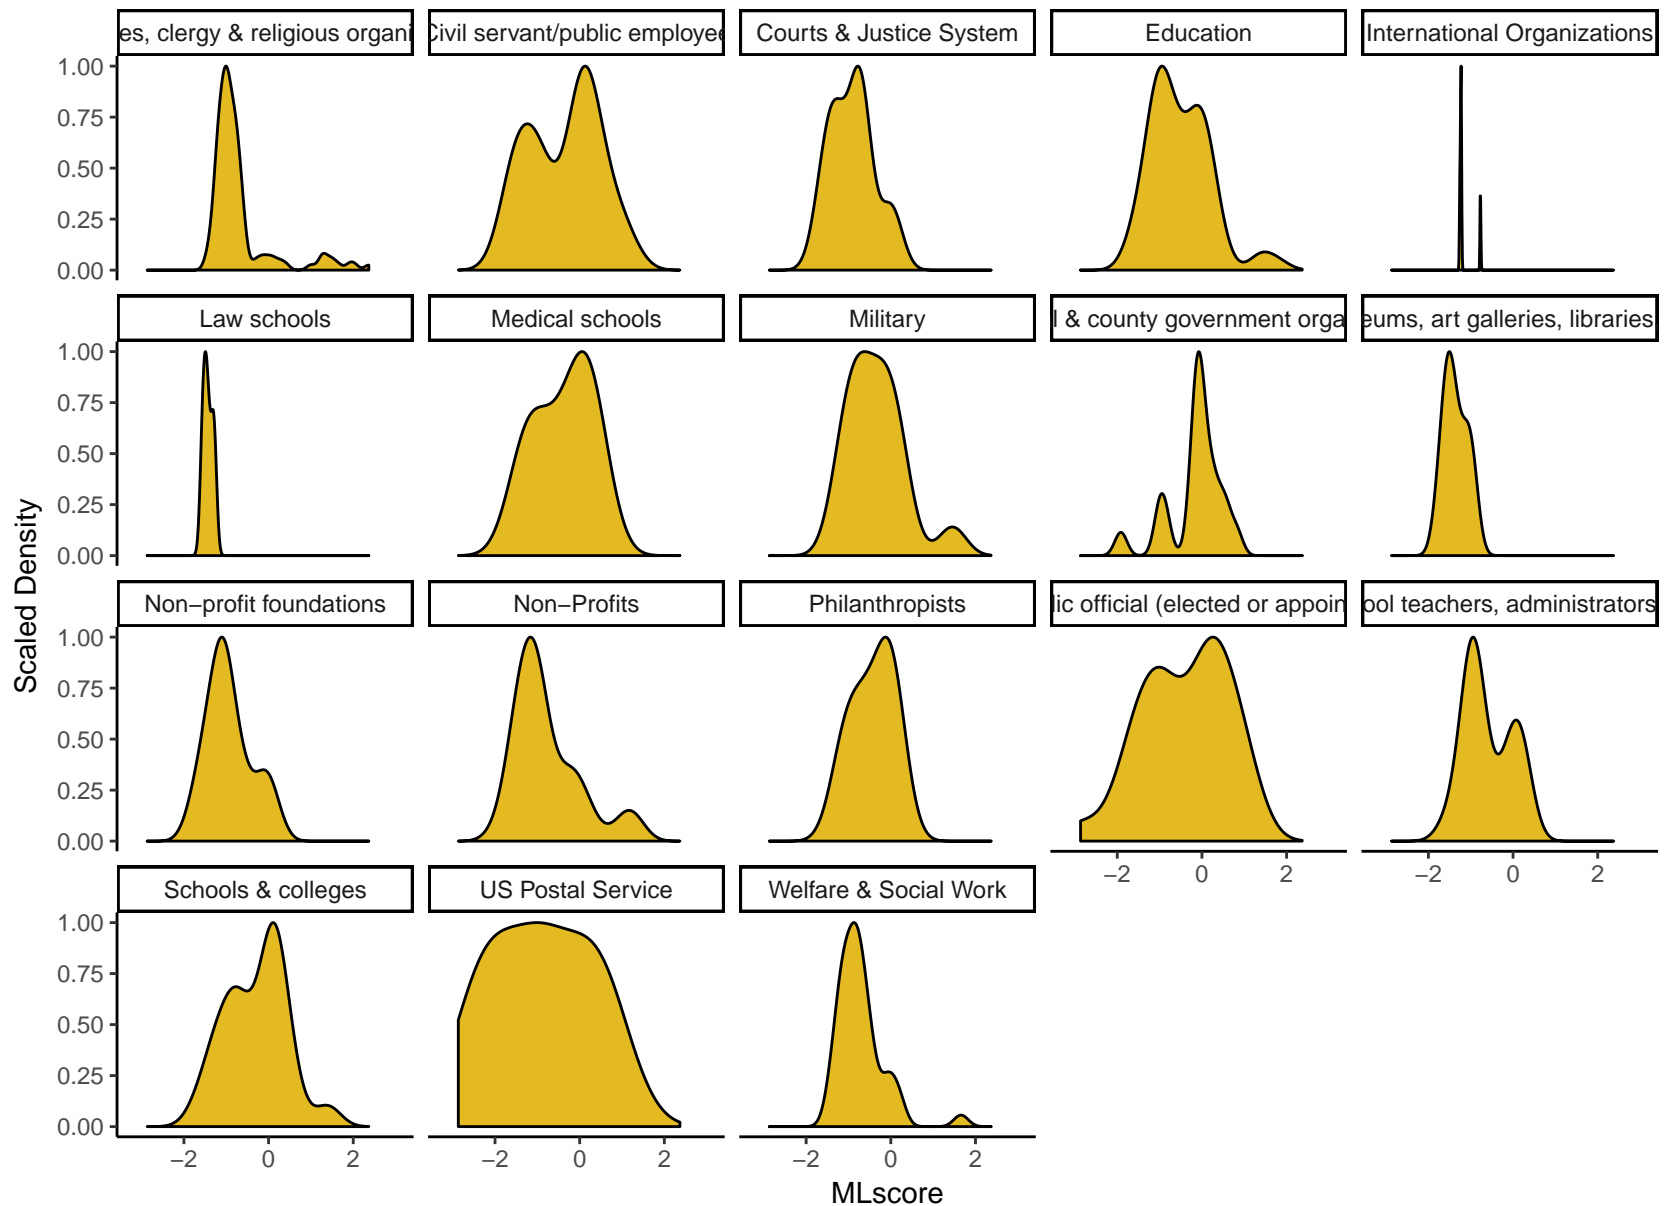 es, clergy & religious organi
Civil servant/public employee
Courts & Justice System
Education
International Organizations
1.00
0.75
0.50
0.25
0.00
Law schools
Medical schools
Military
l & county government orga
eums, art galleries, libraries
1.00
0.75
0.50
0.25
0.00
Non−profit foundations
Non−Profits
Philanthropists
lic official (elected or appoin
ool teachers, administrators
1.00
0.75
0.50
0.25
0.00
−2 0 2
−2 0 2
Schools & colleges
US Postal Service
Welfare & Social Work
1.00
0.75
0.50
0.25
0.00
−2 0 2
−2 0 2
−2 0 2
Scaled Density
MLscore